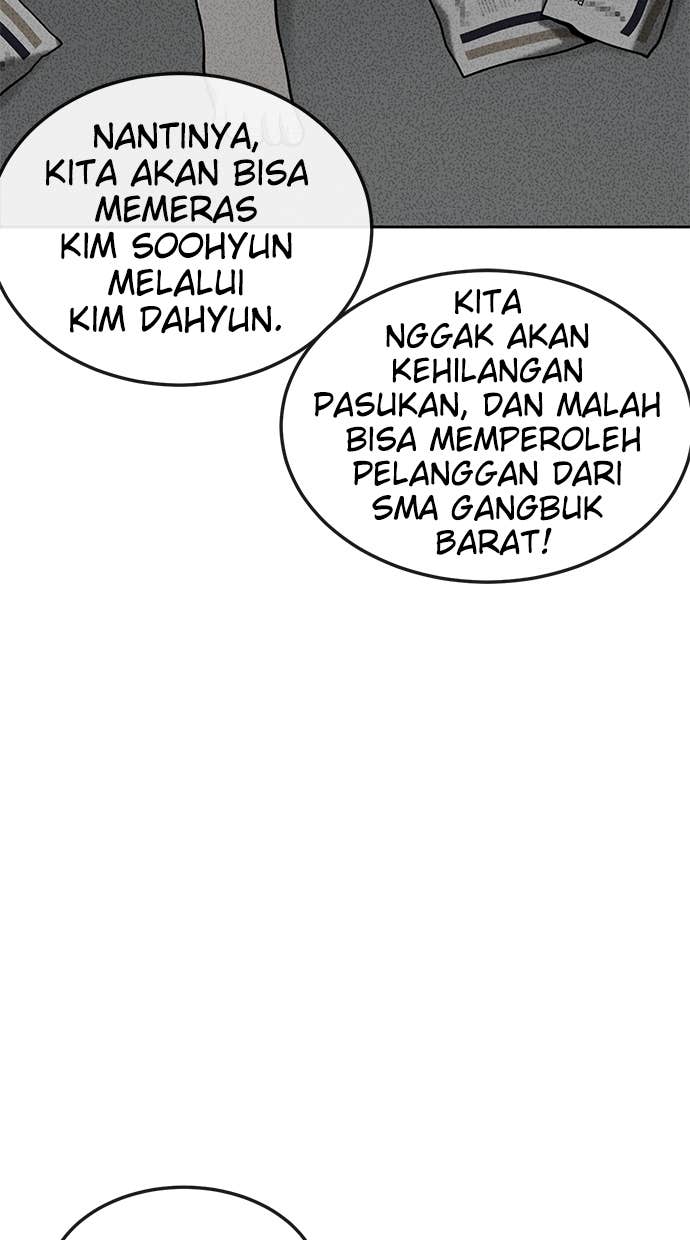 NANTINYA,
KITA AKAN BISA
MEMERAS
KIM SOOHYUN
MELALUI
KIM DAHYUN.
KITA
NGGAK AKAN
KEHILANGAN
PASUKAN, DAN MALAH
BISA MEMPEROLEH
PELANGGAN DARI
SMA GANGBUK
BARAT!